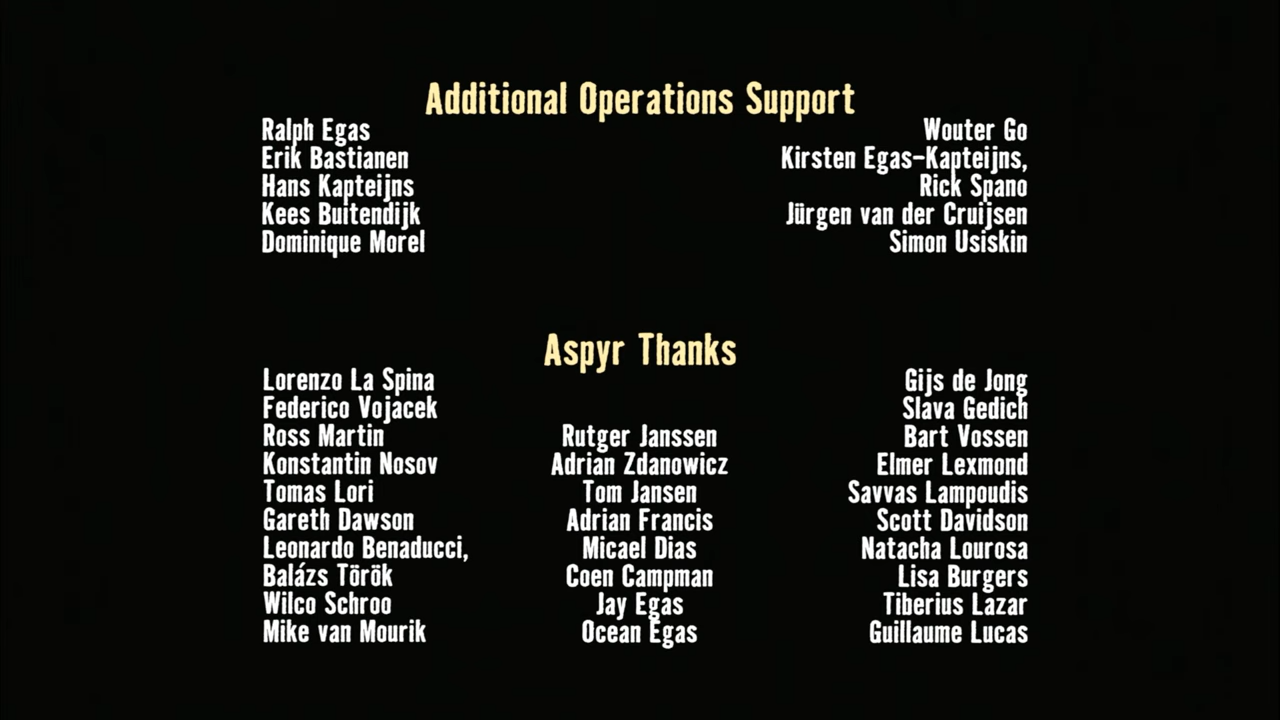 Additional Operations Support
Ralph Egas
Erik Bastianen
Hans Kapteijns
Kees Buitendijk
Dominique Morel
Wouter Go
Kirsten Egas-Kapteijns,
Rick Spano
Jürgen van der Cruijsen
Simon Usiskin
Aspyr Thanks
Lorenzo La Spina
Federico Vojacek
Ross Martin
Konstantin Nosov
Tomas Lori
Gareth Dawson
Leonardo Benaducci,
Balázs Török
Wilco Schroo
Mike van Mourik
Rutger Janssen
Adrian Zdanowicz
Tom Jansen
Adrian Francis
Micael Dias
Coen Campman
Jay Egas
Ocean Egas
Gijs de Jong
Slava Gedich
Bart Vossen
Elmer Lexmond
Savvas Lampoudis
Scott Davidson
Natacha Lourosa
Lisa Burgers
Tiberius Lazar
Guillaume Lucas